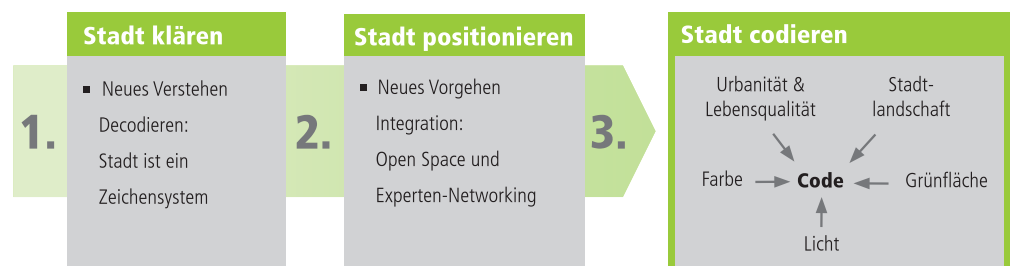 1.
Stadt klären
▪ Neues Verstehen
Decodieren:
Stadt ist ein
Zeichensystem
2.
Stadt positionieren
▪ Neues Vorgehen
Integration:
Open Space und
Experten-Networking
3.
Stadt codieren
Urbanität &
Lebensqualität
Stadt-
landschaft
Farbe
Code
Grünfläche
Licht